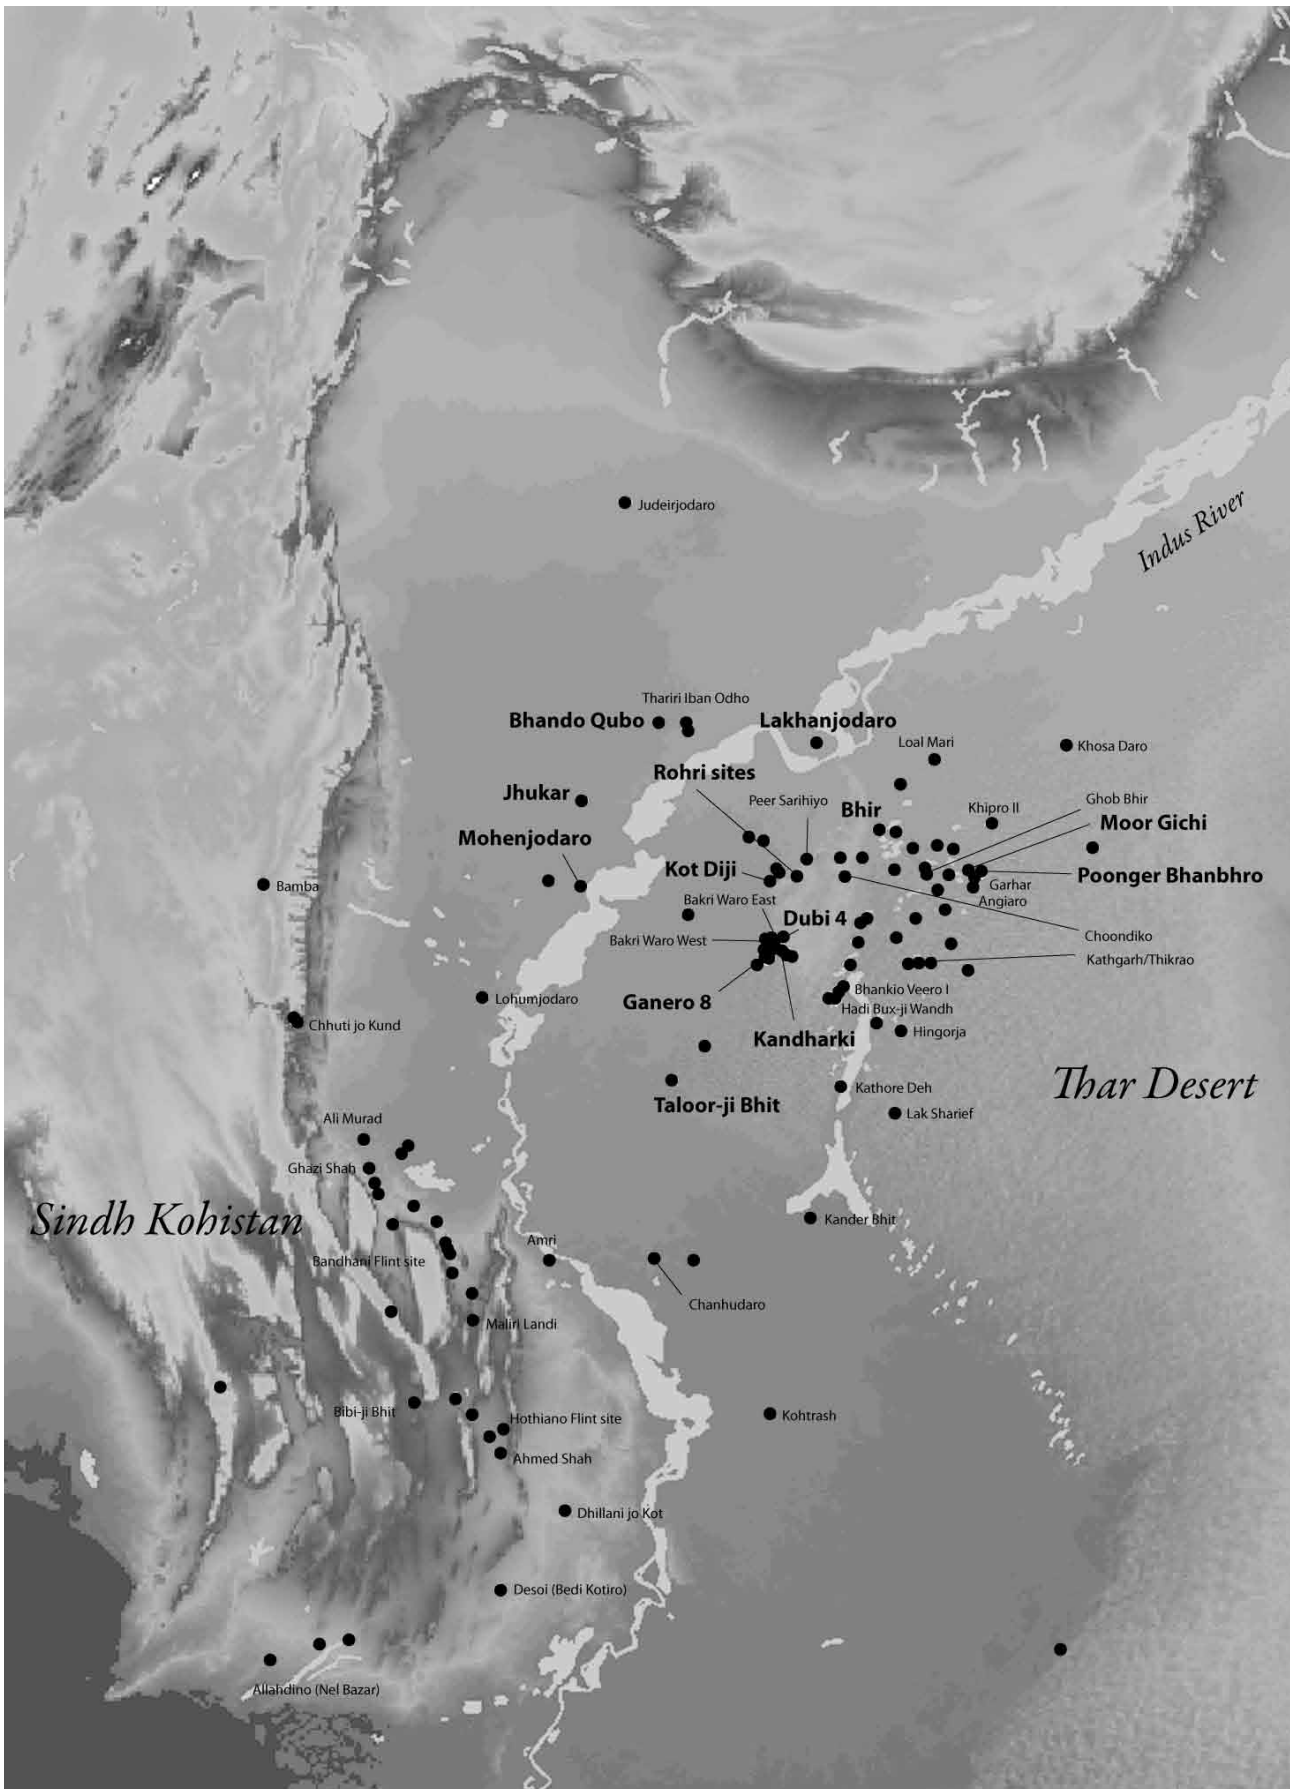 Judeirjodaro
Indus River
Thariri Iban Odho
Bhando Qubo
Lakhanjodaro
Loal Mari
Khosa Daro
Rohri sites
Jhukar
Peer Sarihiyo
Bhir
Khipro II
Ghob Bhir
Moor Gichi
Mohenjodaro
Kot Diji
Poonger Bhanbhro
Bamba
Garhar
Angiaro
Bakri Waro East
Dubi 4
Bakri Waro West
Choondiko
Kathgarh/Thikrao
Bhankio Veero I
Lohumjodaro
Ganero 8
Hadi Bux-ji Wandh
Chhuti jo Kund
Hingorja
Kandharki
Thar Desert
Kathore Deh
Taloor-ji Bhit
Lak Sharief
Ali Murad
Ghazi Shah
Sindh Kohistan
Kander Bhit
Amri
Bandhani Flint site
Chanhudaro
Maliri Landi
Bibi-ji Bhit
Hothiano Flint site
Kohtrash
Ahmed Shah
Dhillani jo Kot
Desoi (Bedi Kotiro)
Allahdino (Nel Bazar)